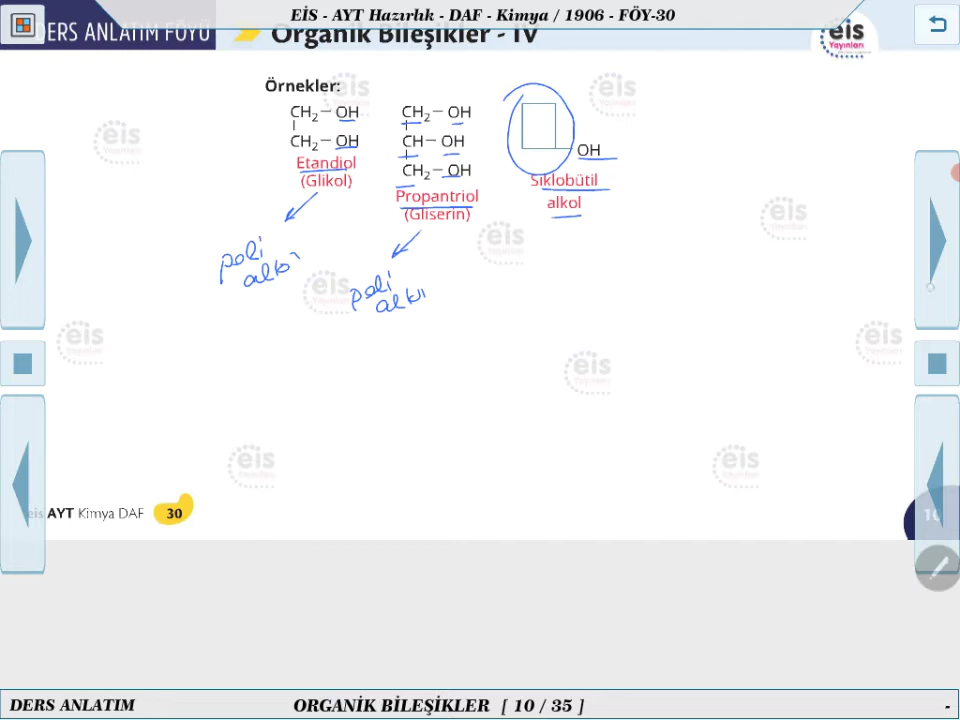 EİS - AYT Hazırlık - DAF - Kimya / 1906 - FÖY-30
DERS ANLATIM FÖYÜ
Organik Bileşikler - IV
eis
Yayınları
Örnekler:
CH₂ — OH
CH₂ — OH
Etandiol
(Glikol)
CH₂ — OH
CH — OH
CH₂ — OH
Propantriol
(Gliserin)
OH
Siklobütil
alkol
poli
alkol
poli
eis AYT Kimya DAF 30
DERS ANLATIM
ORGANİK BİLEŞİKLER [ 10 / 35 ]
-